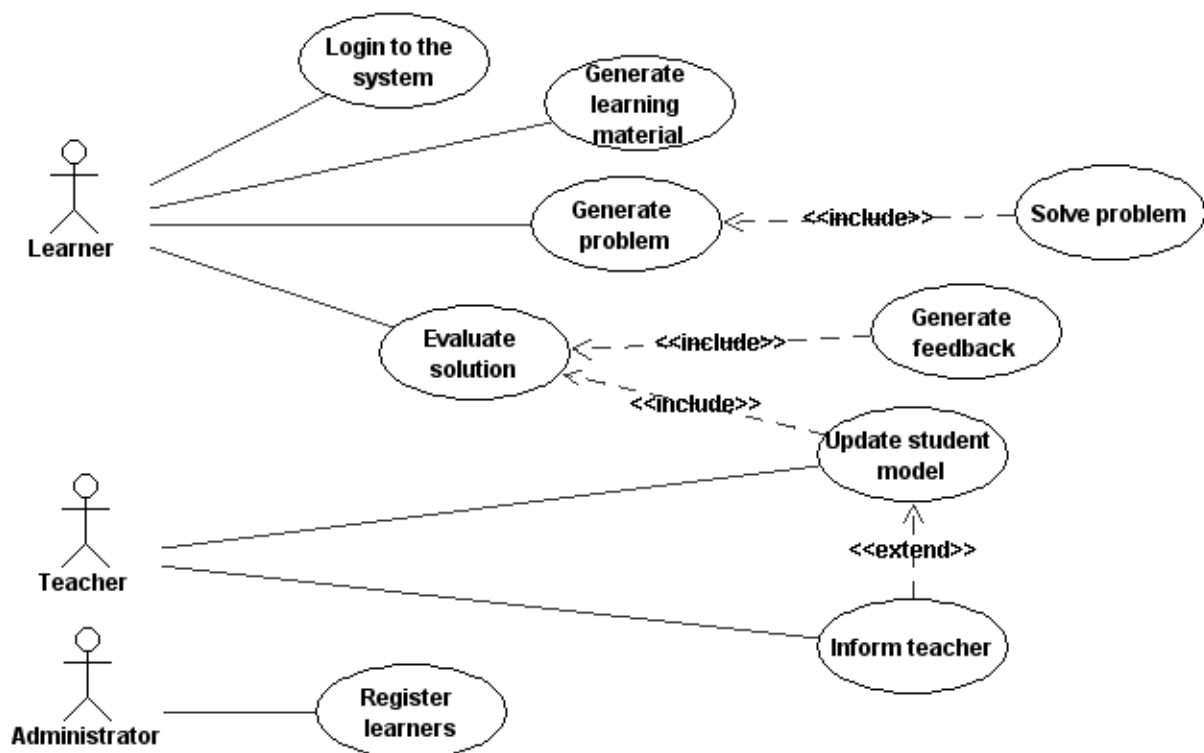 Login to the
system
Generate
learning
material
Learner
Generate
problem
<<include>>
Solve problem
Evaluate
solution
<<include>>
Generate
feedback
<<include>>
Update student
model
Teacher
<<extend>>
Inform teacher
Administrator
Register
learners